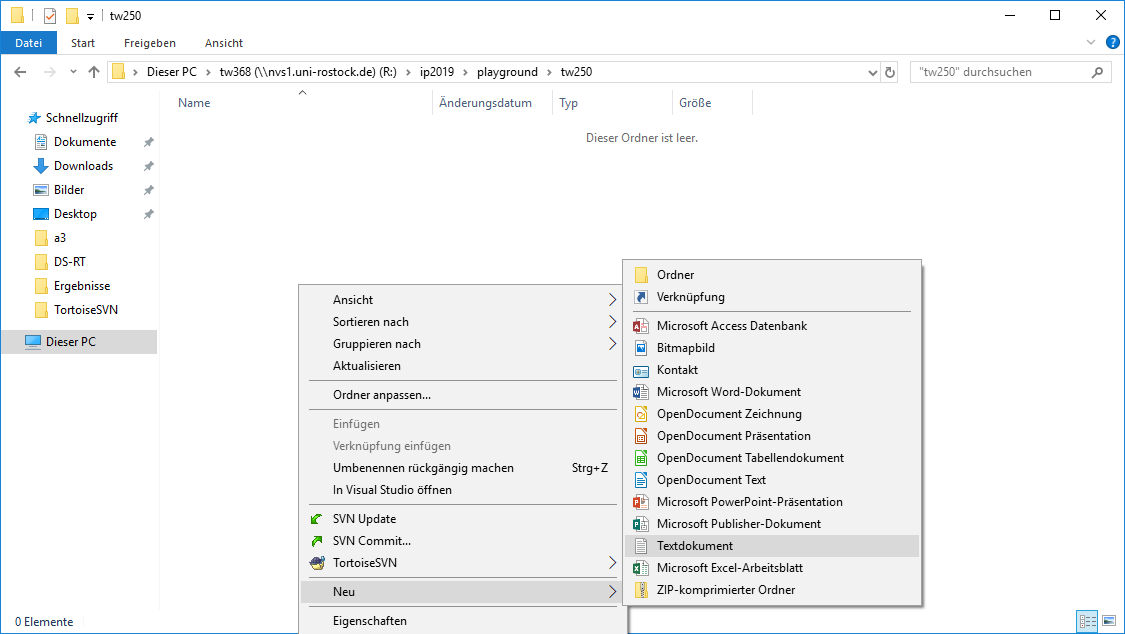 tw250
Datei Start Freigeben Ansicht
Dieser PC tw368 (\\nvs1.uni-rostock.de) (R:) ip2019 playground tw250
"tw250" durchsuchen
Name Änderungsdatum Typ Größe
Dieser Ordner ist leer.
Schnellzugriff
Dokumente
Downloads
Bilder
Desktop
a3
DS-RT
Ergebnisse
TortoiseSVN
Dieser PC
Ansicht
Sortieren nach
Gruppieren nach
Aktualisieren
Ordner anpassen...
Einfügen
Verknüpfung einfügen
Umbenennen rückgängig machen Strg+Z
In Visual Studio öffnen
SVN Update
SVN Commit...
TortoiseSVN
Neu
Eigenschaften
Ordner
Verknüpfung
Microsoft Access Datenbank
Bitmapbild
Kontakt
Microsoft Word-Dokument
OpenDocument Zeichnung
OpenDocument Präsentation
OpenDocument Tabellendokument
OpenDocument Text
Microsoft PowerPoint-Präsentation
Microsoft Publisher-Dokument
Textdokument
Microsoft Excel-Arbeitsblatt
ZIP-komprimierter Ordner
0 Elemente